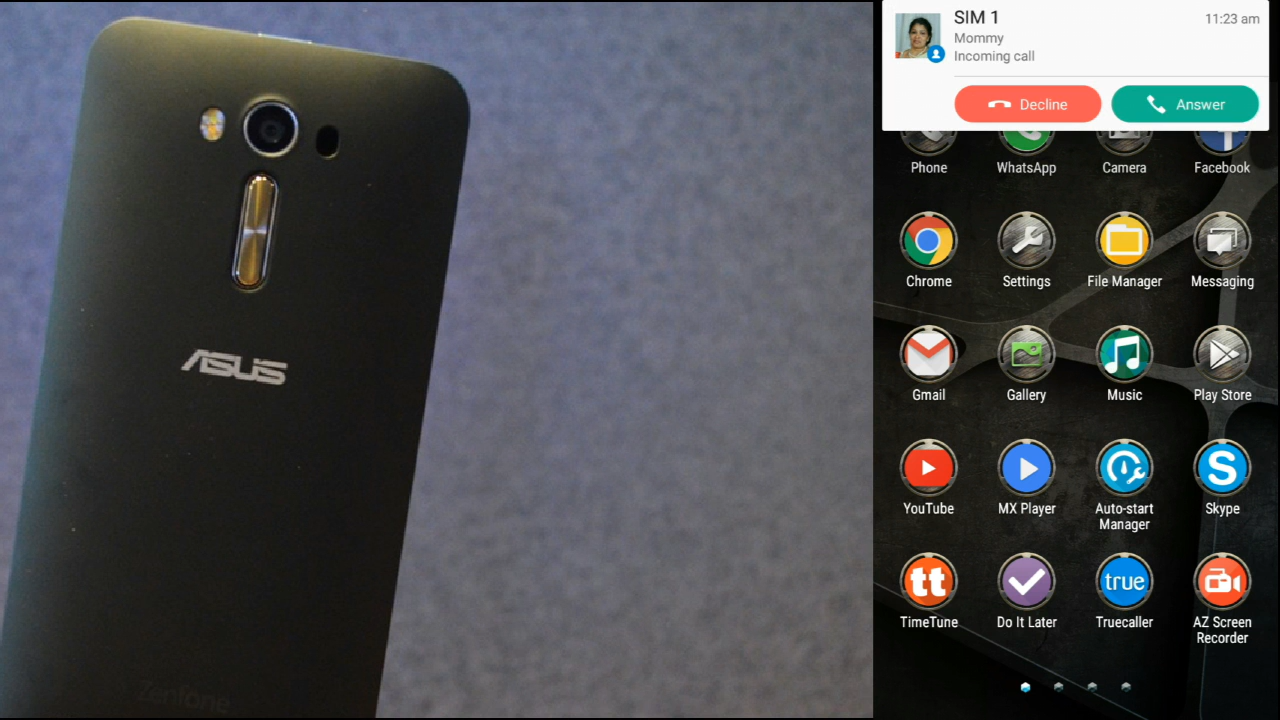 ASUS
Zenfone
SIM 1
11:23 am
Mommy
Incoming call
Decline
Answer
Phone
WhatsApp
Camera
Facebook
Chrome
Settings
File Manager
Messaging
Gmail
Gallery
Music
Play Store
YouTube
MX Player
Auto-start
Manager
Skype
tt
true
TimeTune
Do It Later
Truecaller
AZ Screen
Recorder